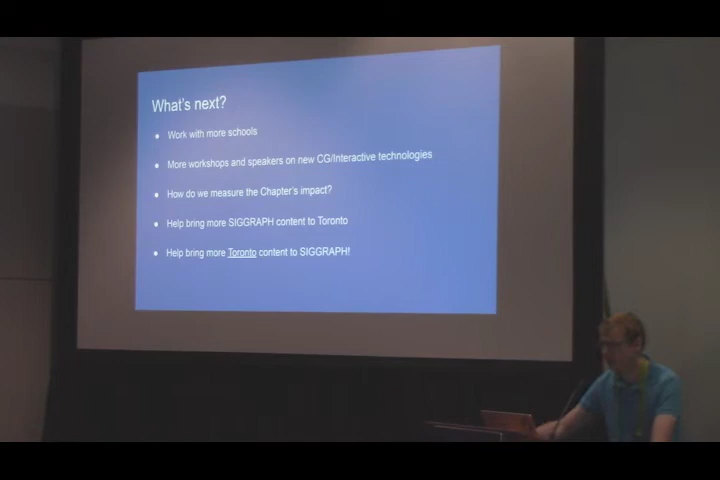 What's next?
Work with more schools
More workshops and speakers on new CG/Interactive technologies
How do we measure the Chapter's impact?
Help bring more SIGGRAPH content to Toronto
Help bring more Toronto content to SIGGRAPH!